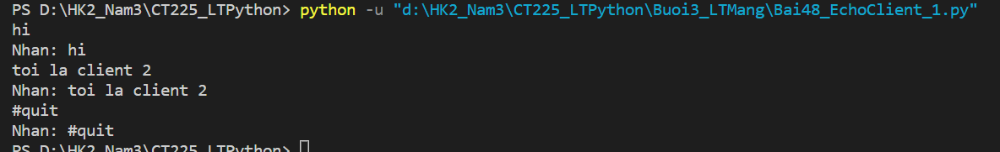 PS D:\HK2_Nam3\CT225_LTPython> python -u "d:\HK2_Nam3\CT225_LTPython\Buoi3_LTMang\Bai48_EchoClient_1.py"
hi
Nhan: hi
toi la client 2
Nhan: toi la client 2
#quit
Nhan: #quit
PS D:\HK2_Nam3\CT225_LTPython>